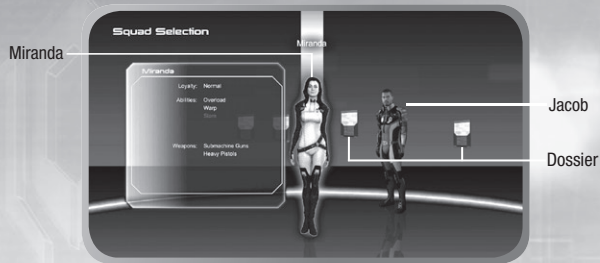 Squad Selection
Miranda
Miranda
Miranda
Loyalty: Normal
Abilities: Overload
Warp
Slam
Weapons: Submachine Guns
Heavy Pistols
Jacob
Dossier